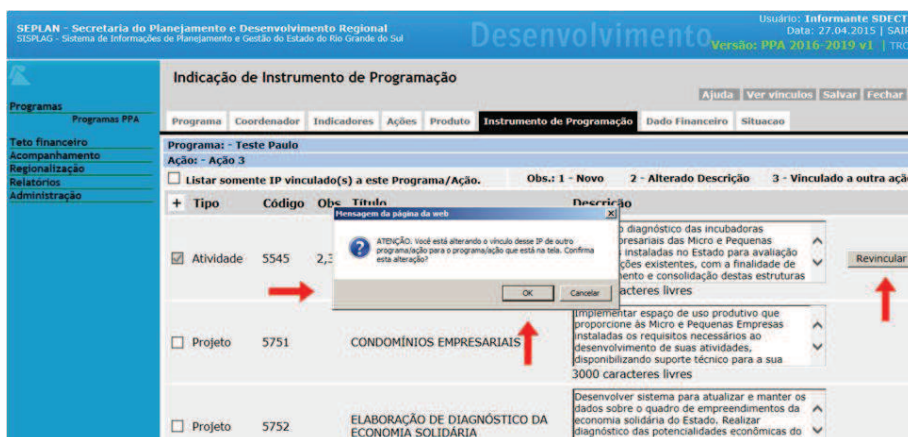 SEPLAN - Secretaria do Planejamento e Desenvolvimento Regional
SISPLAG - Sistema de Informações de Planejamento e Gestão do Estado do Rio Grande do Sul
Desenvolvimento
Usuário: Informante SDECT
Data: 27.04.2015 | SAIR
Versão: PPA 2016-2019 v1 | TRO
Programas
Programas PPA
Teto financeiro
Acompanhamento
Regionalização
Relatórios
Administração
Indicação de Instrumento de Programação
Ajuda Ver vínculos Salvar Fechar
Programa Coordenador Indicadores Ações Produto Instrumento de Programação Dado Financeiro Situacao
Programa: - Teste Paulo
Ação: - Ação 3
Listar somente IP vinculado(s) a este Programa/Ação. Obs.: 1 - Novo 2 - Alterado Descrição 3 - Vinculado a outra ação
+ Tipo Código Obs Título Descrição
Mensagem da página da web
ATENÇÃO. Você está alterando o vínculo desse IP de outro
programa/ação para o programa/ação que está na tela. Confirma
esta alteração?
OK Cancelar
Atividade 5545 2,3
diagnóstico das incubadoras
presariais das Micro e Pequenas
instaladas no Estado para avaliação
ções existentes, com a finalidade de
ento e consolidação destas estruturas
acteres livres
Revincular
Projeto 5751 CONDOMÍNIOS EMPRESARIAIS
Implementar espaço de uso produtivo que
proporcione às Micro e Pequenas Empresas
instaladas os requisitos necessários ao
desenvolvimento de suas atividades,
disponibilizando suporte técnico para a sua
3000 caracteres livres
Projeto 5752 ELABORAÇÃO DE DIAGNÓSTICO DA
ECONOMIA SOLIDÁRIA
Desenvolver sistema para atualizar e manter os
dados sobre o quadro de empreendimentos da
economia solidária do Estado. Realizar
diagnóstico das potencialidades econômicas do